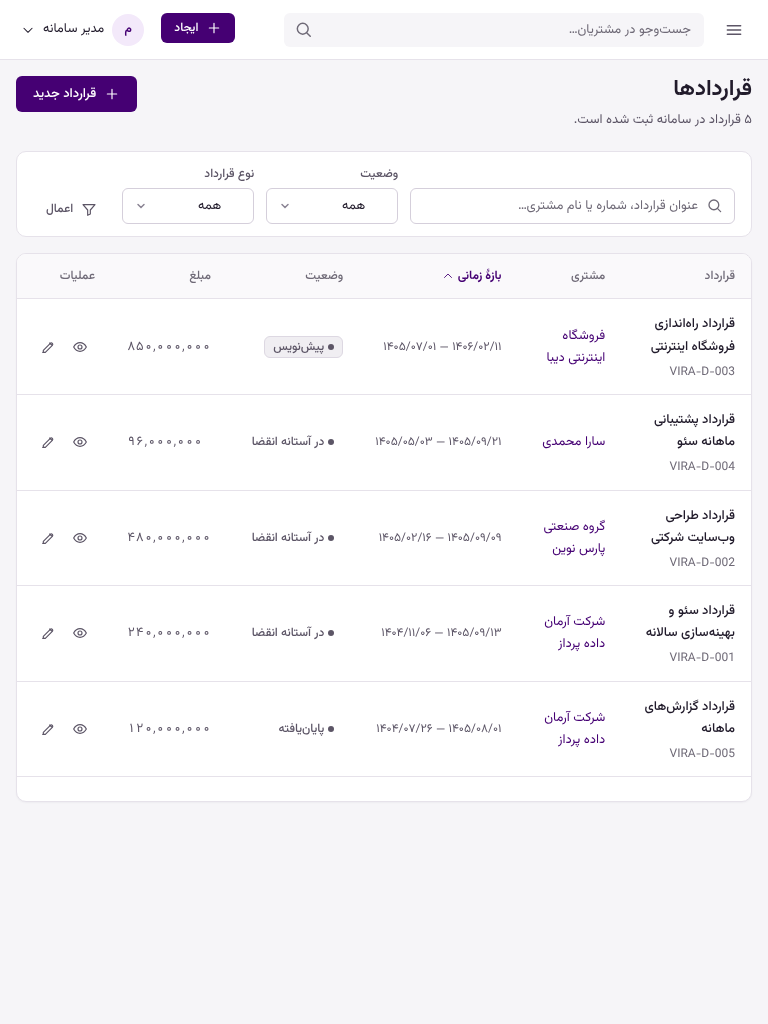 جست‌وجو در مشتریان...
ایجاد
م
مدیر سامانه
قراردادها
۵ قرارداد در سامانه ثبت شده است.
قرارداد جدید
وضعیت
نوع قرارداد
عنوان قرارداد، شماره یا نام مشتری...
همه
همه
اعمال
قرارداد
مشتری
بازهٔ زمانی
وضعیت
مبلغ
عملیات
قرارداد راه‌اندازی
فروشگاه اینترنتی
VIRA-D-003
فروشگاه
اینترنتی دیبا
۱۴۰۵/۰۷/۰۱ — ۱۴۰۶/۰۲/۱۱
پیش‌نویس
۸۵۰,۰۰۰,۰۰۰
قرارداد پشتیبانی
ماهانه سئو
VIRA-D-004
سارا محمدی
۱۴۰۵/۰۵/۰۳ — ۱۴۰۵/۰۹/۲۱
در آستانه انقضا
۹۶,۰۰۰,۰۰۰
قرارداد طراحی
وب‌سایت شرکتی
VIRA-D-002
گروه صنعتی
پارس نوین
۱۴۰۵/۰۲/۱۶ — ۱۴۰۵/۰۹/۰۹
در آستانه انقضا
۴۸۰,۰۰۰,۰۰۰
قرارداد سئو و
بهینه‌سازی سالانه
VIRA-D-001
شرکت آرمان
داده پرداز
۱۴۰۴/۱۱/۰۶ — ۱۴۰۵/۰۹/۱۳
در آستانه انقضا
۲۴۰,۰۰۰,۰۰۰
قرارداد گزارش‌های
ماهانه
VIRA-D-005
شرکت آرمان
داده پرداز
۱۴۰۴/۰۷/۲۶ — ۱۴۰۵/۰۸/۰۱
پایان‌یافته
۱۲۰,۰۰۰,۰۰۰